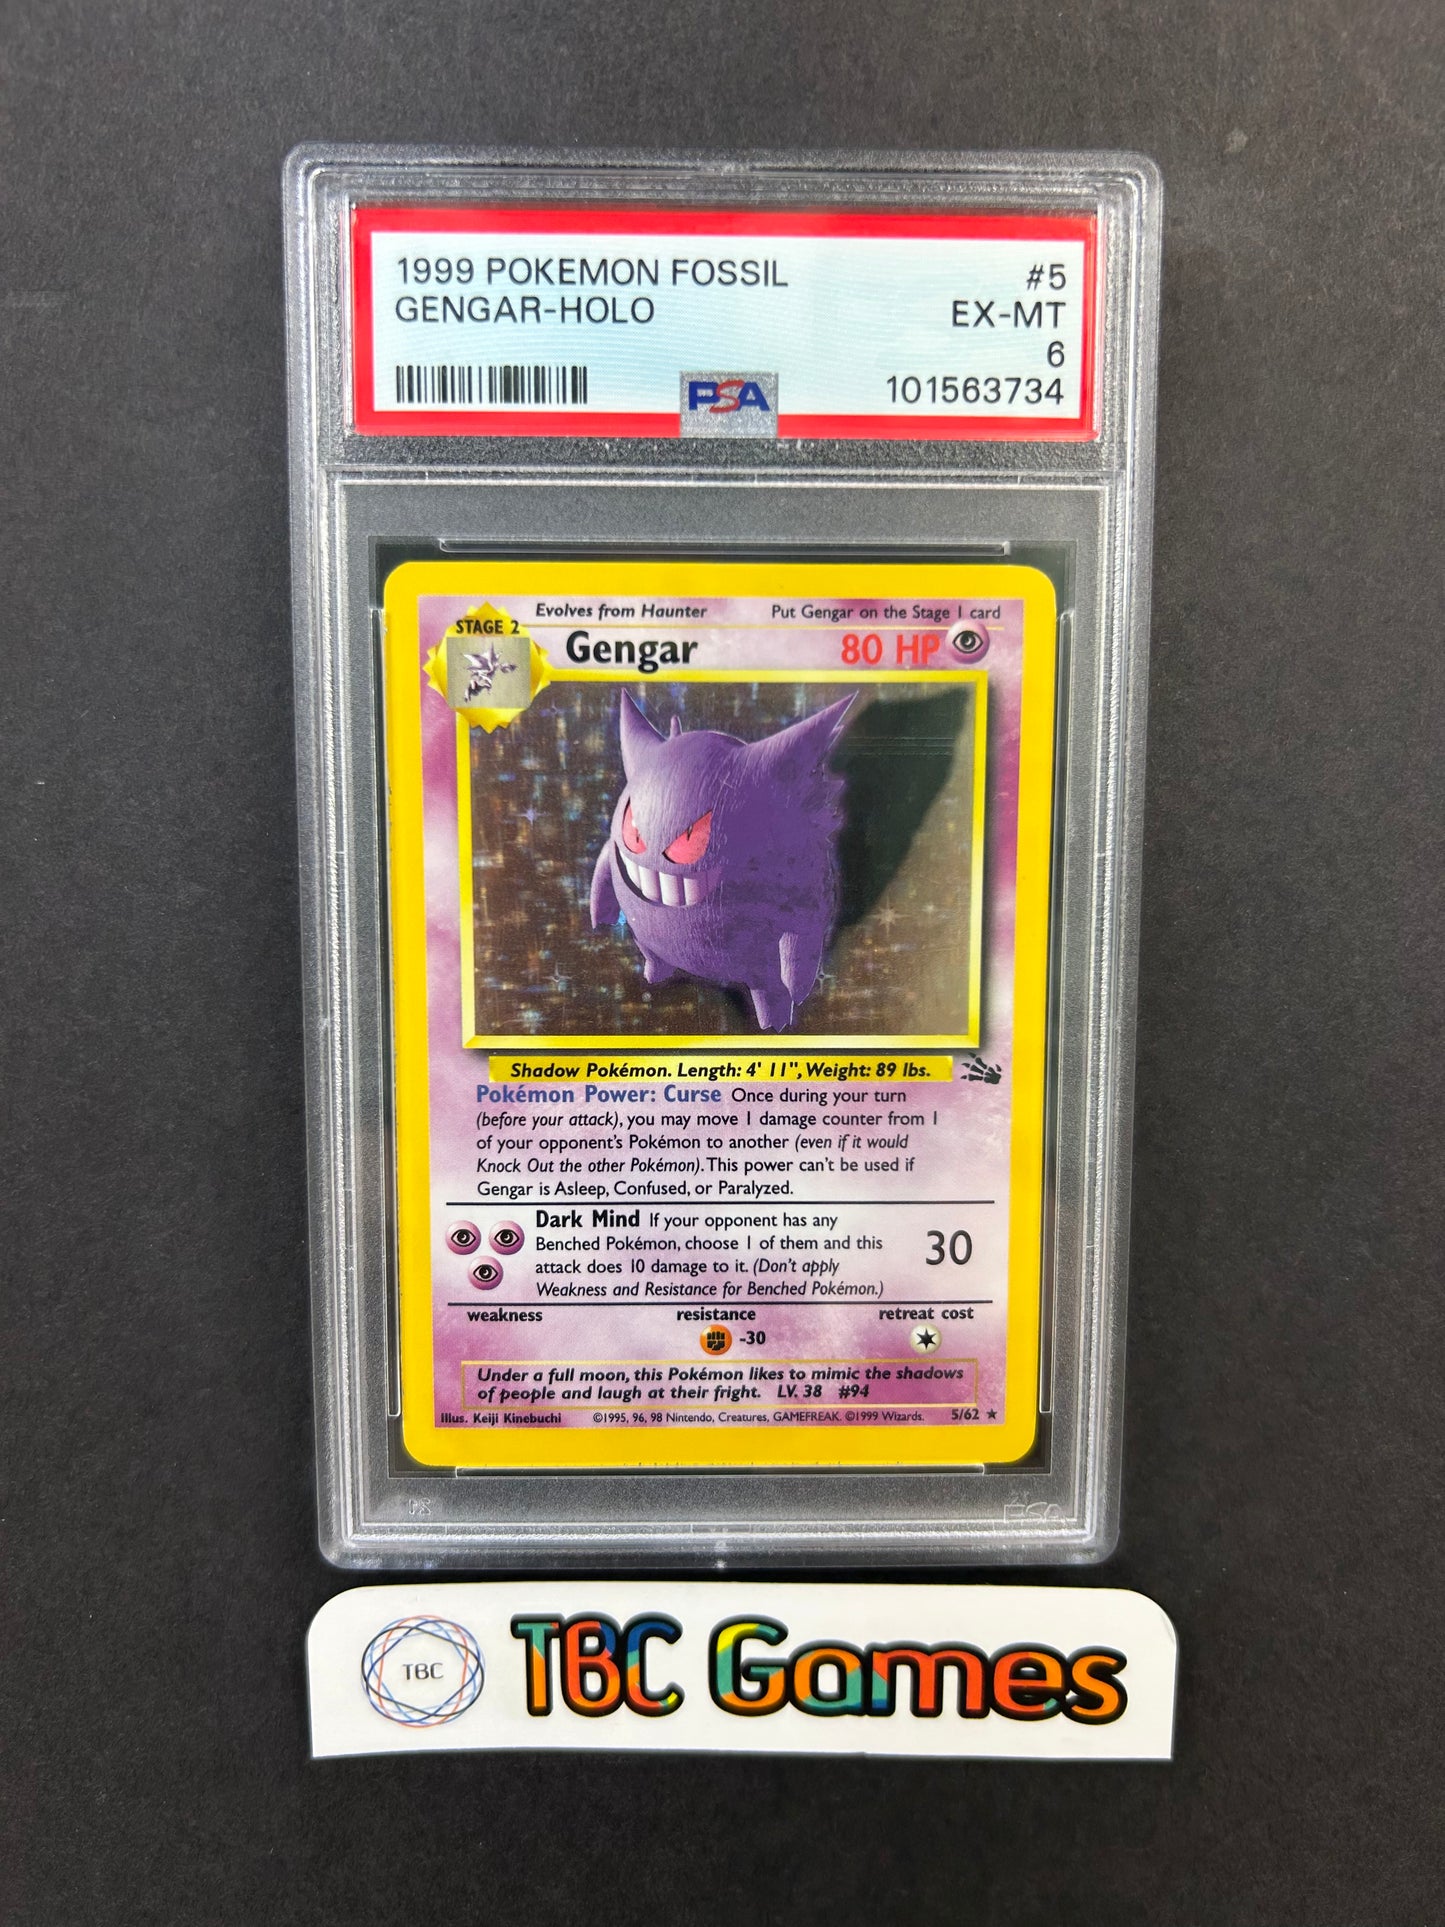 1999 POKEMON FOSSIL #5
GENGAR-HOLO EX-MT
6
PSA 101563734
Evolves from Haunter Put Gengar on the Stage 1 card
STAGE 2
Gengar 80 HP
Shadow Pokémon. Length: 4' 11", Weight: 89 lbs.
Pokémon Power: Curse Once during your turn
(before your attack), you may move 1 damage counter from 1
of your opponent's Pokémon to another (even if it would
Knock Out the other Pokémon). This power can't be used if
Gengar is Asleep, Confused, or Paralyzed.
Dark Mind If your opponent has any
Benched Pokémon, choose 1 of them and this
attack does 10 damage to it. (Don't apply
Weakness and Resistance for Benched Pokémon.)
30
weakness resistance retreat cost
-30
Under a full moon, this Pokémon likes to mimic the shadows
of people and laugh at their fright. LV. 38 #94
Illus. Keiji Kinebuchi ©1995, 96, 98 Nintendo, Creatures, GAMEFREAK. ©1999 Wizards. 5/62
PSA
TBC TBC Games